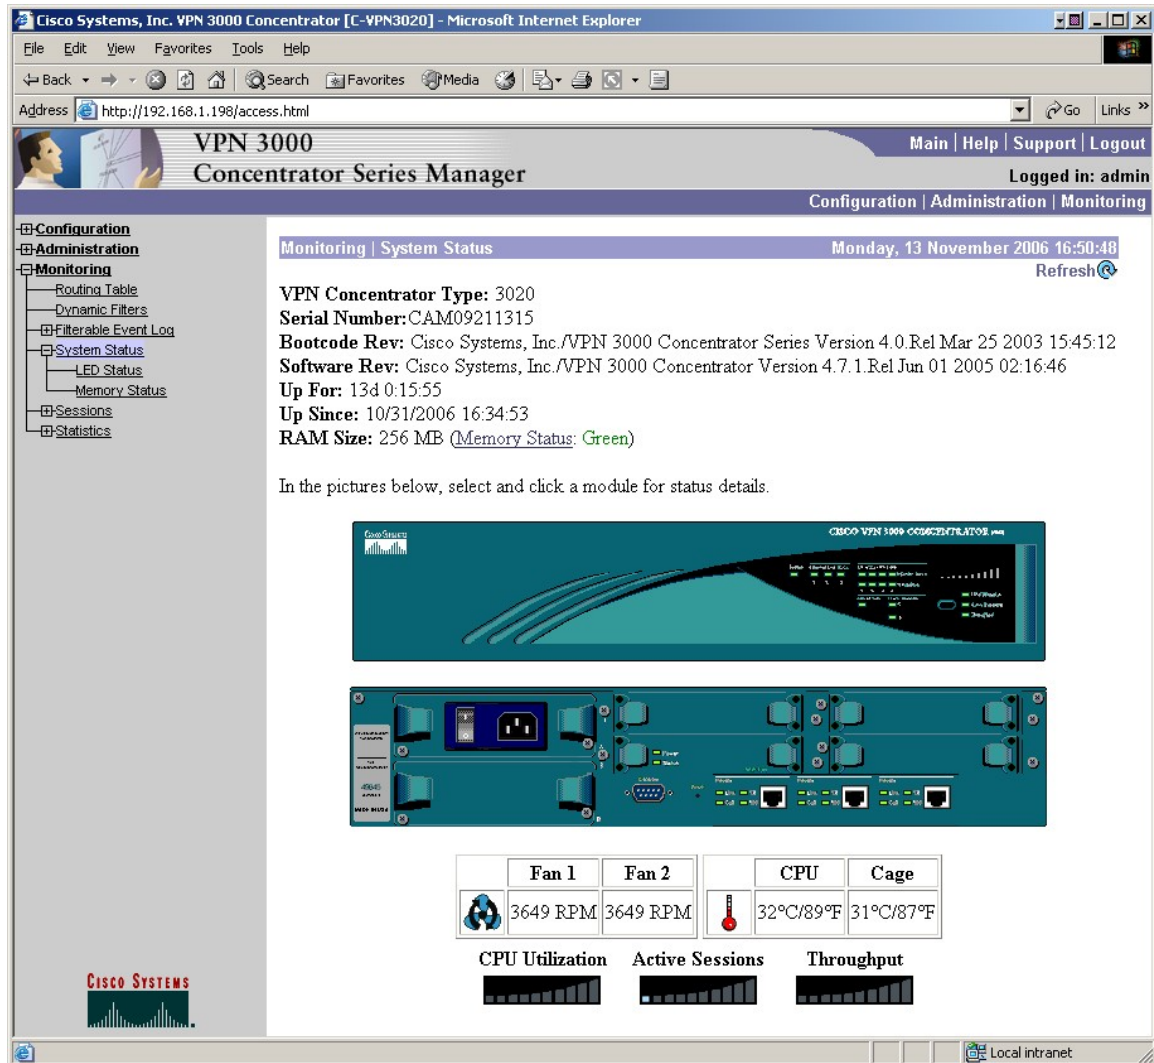 Cisco Systems, Inc. VPN 3000 Concentrator [C-VPN3020] - Microsoft Internet Explorer
File Edit View Favorites Tools Help
Back Search Favorites Media
Address http://192.168.1.198/access.html Go Links »
VPN 3000
Concentrator Series Manager
Main | Help | Support | Logout
Logged in: admin
Configuration | Administration | Monitoring
Configuration
Administration
Monitoring
Routing Table
Dynamic Filters
Filterable Event Log
System Status
LED Status
Memory Status
Sessions
Statistics
CISCO SYSTEMS
Monitoring | System Status Monday, 13 November 2006 16:50:48
Refresh
VPN Concentrator Type: 3020
Serial Number:CAM09211315
Bootcode Rev: Cisco Systems, Inc./VPN 3000 Concentrator Series Version 4.0.Rel Mar 25 2003 15:45:12
Software Rev: Cisco Systems, Inc./VPN 3000 Concentrator Version 4.7.1.Rel Jun 01 2005 02:16:46
Up For: 13d 0:15:55
Up Since: 10/31/2006 16:34:53
RAM Size: 256 MB (Memory Status: Green)
In the pictures below, select and click a module for status details.
Cisco Systems
CISCO VPN 3000 CONCENTRATOR
Fan 1 Fan 2 CPU Cage
3649 RPM 3649 RPM 32°C/89°F 31°C/87°F
CPU Utilization Active Sessions Throughput
Local intranet